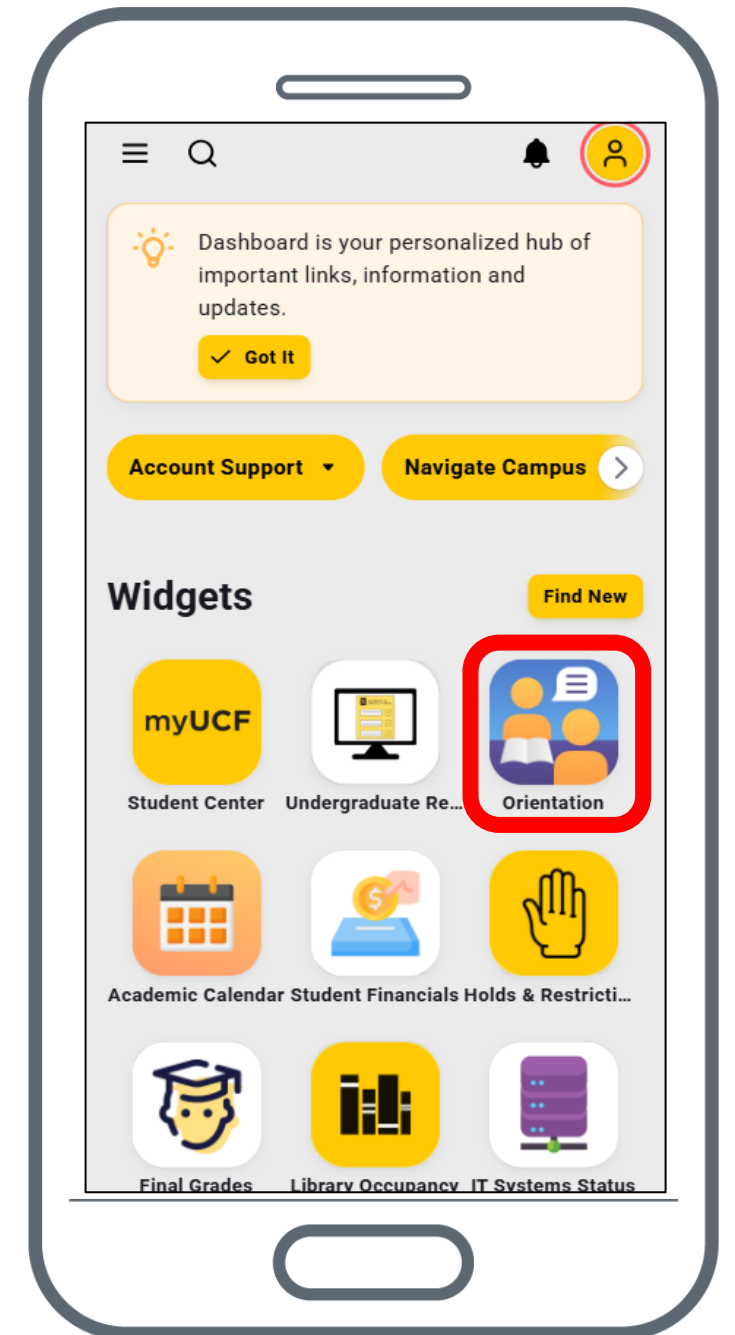 Dashboard is your personalized hub of
important links, information and
updates.
Got It
Account Support
Navigate Campus
Widgets
Find New
myUCF
Student Center
Undergraduate Re...
Orientation
Academic Calendar
Student Financials
Holds & Restricti...
Final Grades
Library Occupancy
IT Systems Status